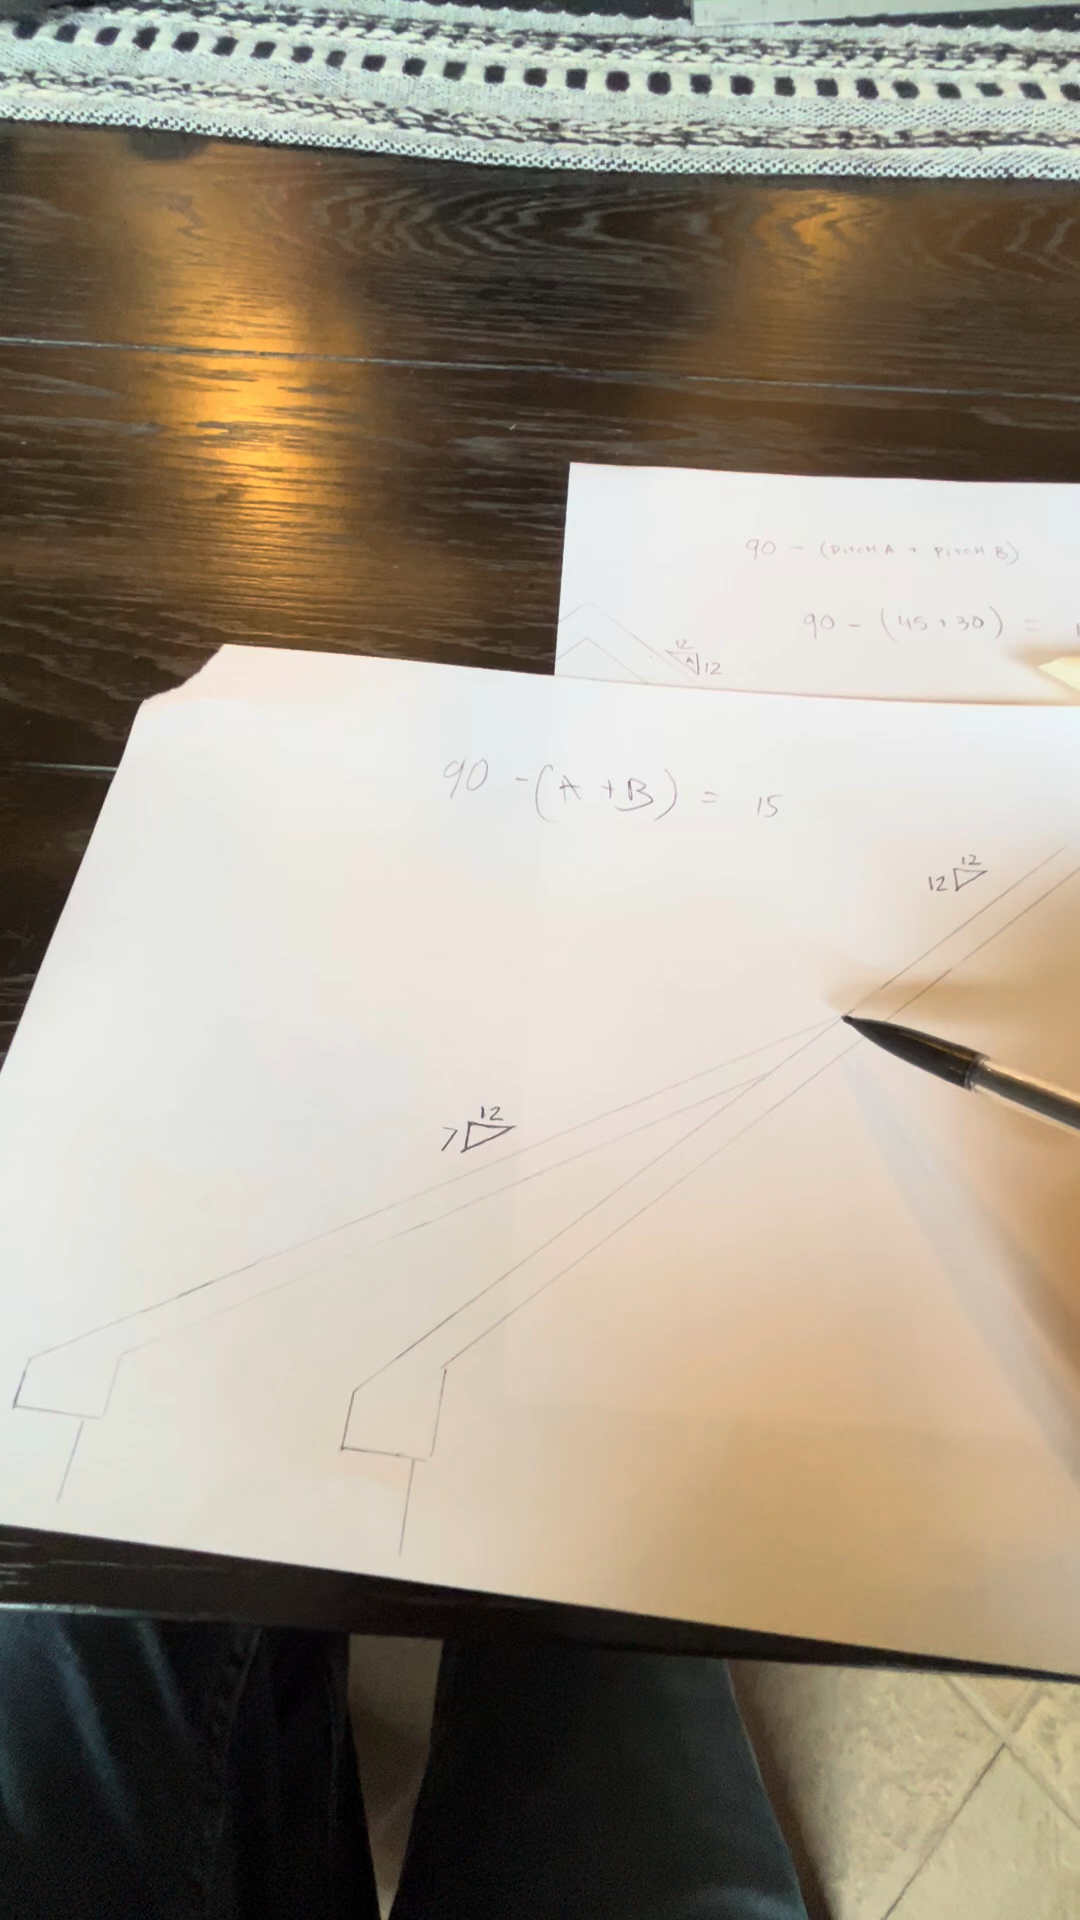 90 - (PITCH A + PITCH B)
90 - (45+30) =
12
A 12
90 - (A + B) = 15
12
12
12
7